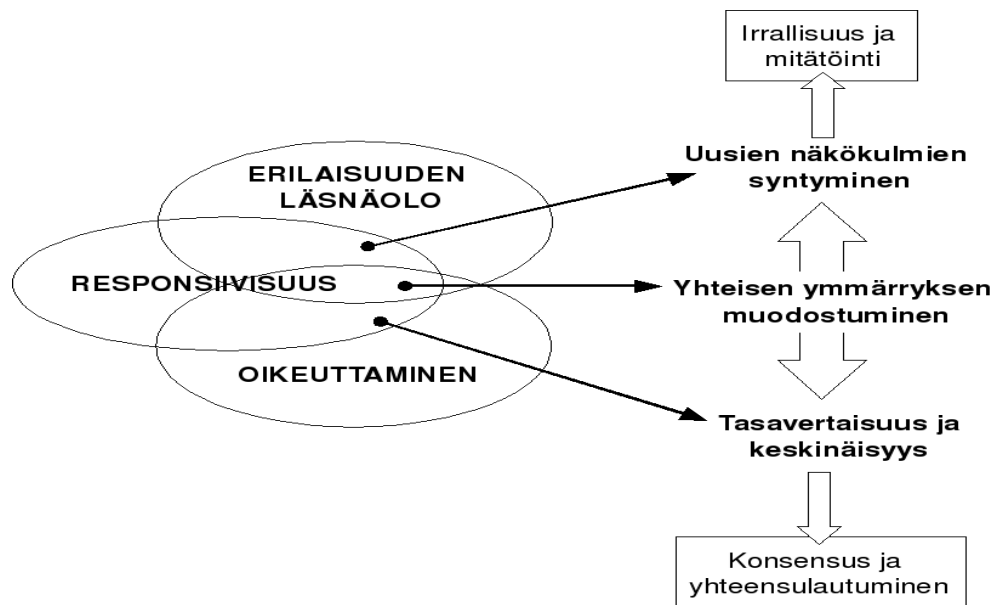 Irrallisuus ja
mitätöinti
ERILAISUUDEN
LÄSNÄOLO
Uusien näkökulmien
syntyminen
RESPONSIIVISUUS
Yhteisen ymmärryksen
muodostuminen
OIKEUTTAMINEN
Tasavertaisuus ja
keskinäisyys
Konsensus ja
yhteensulautuminen